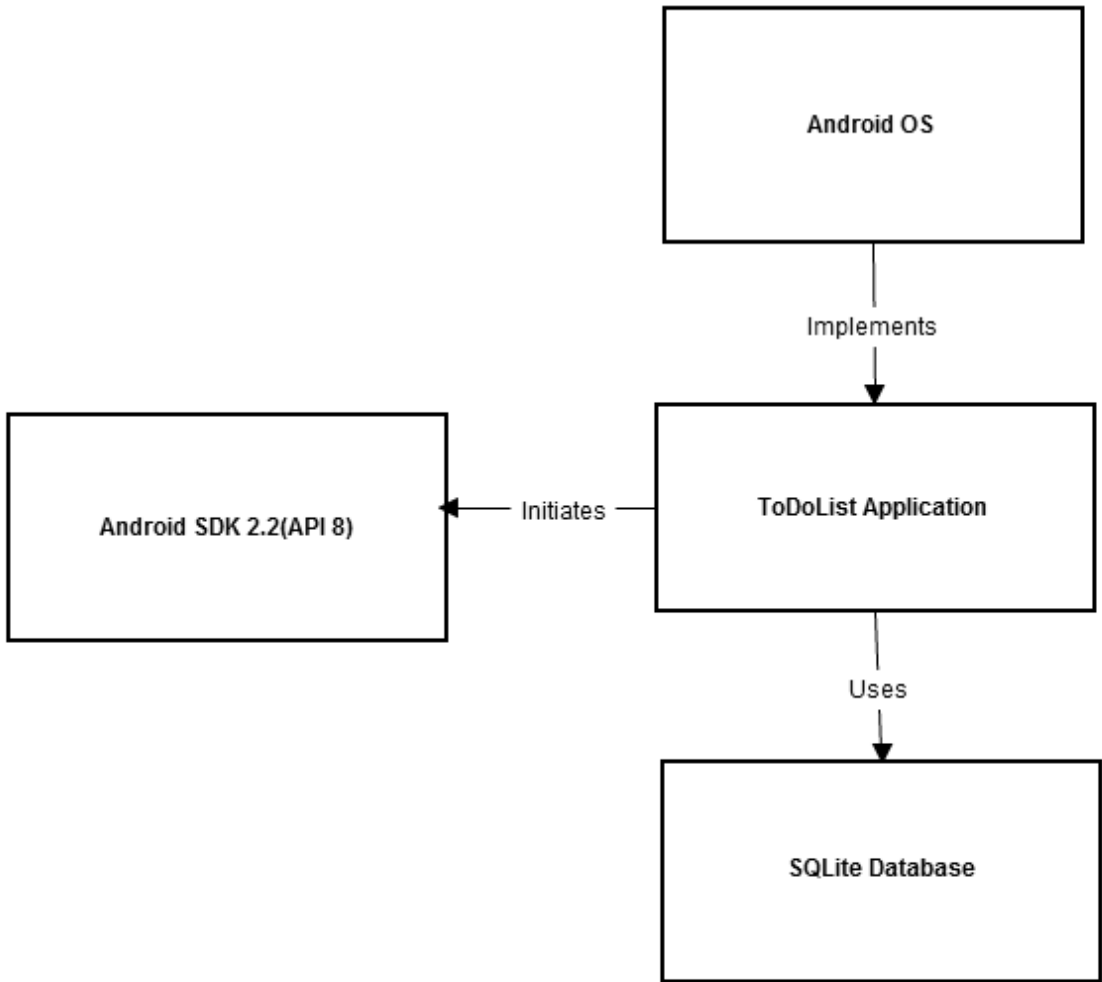 Android OS
Implements
Android SDK 2.2(API 8)
Initiates
ToDoList Application
Uses
SQLite Database